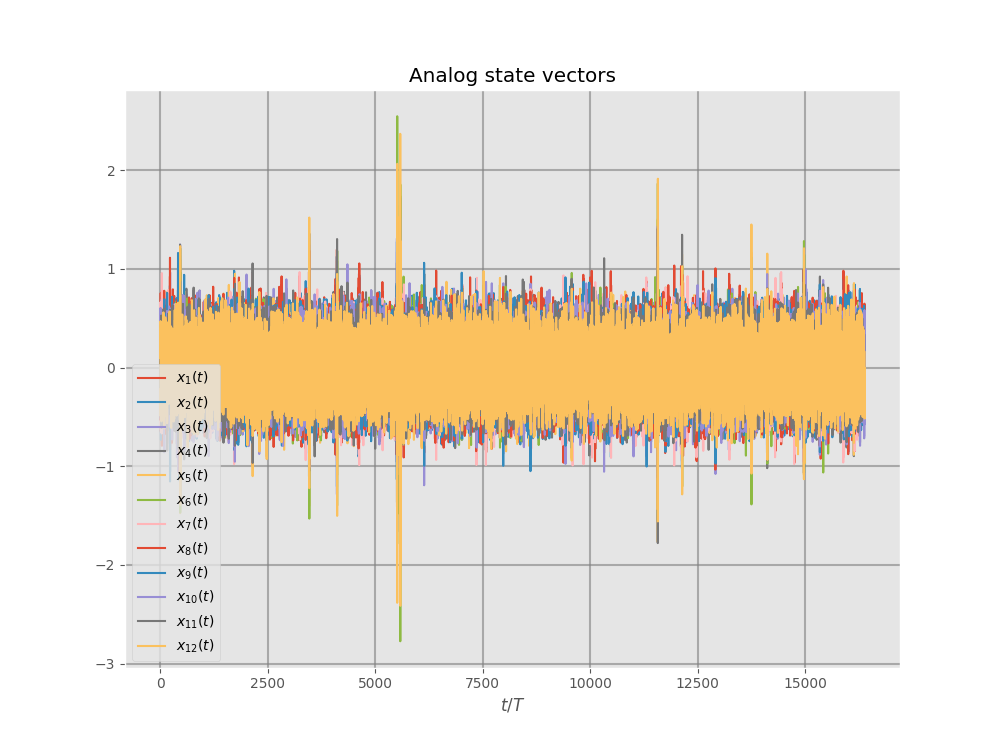 Analog state vectors
2
1
0
−1
−2
−3
x₁(t)
x₂(t)
x₃(t)
x₄(t)
x₅(t)
x₆(t)
x₇(t)
x₈(t)
x₉(t)
x₁₀(t)
x₁₁(t)
x₁₂(t)
0 2500 5000 7500 10000 12500 15000
t/T